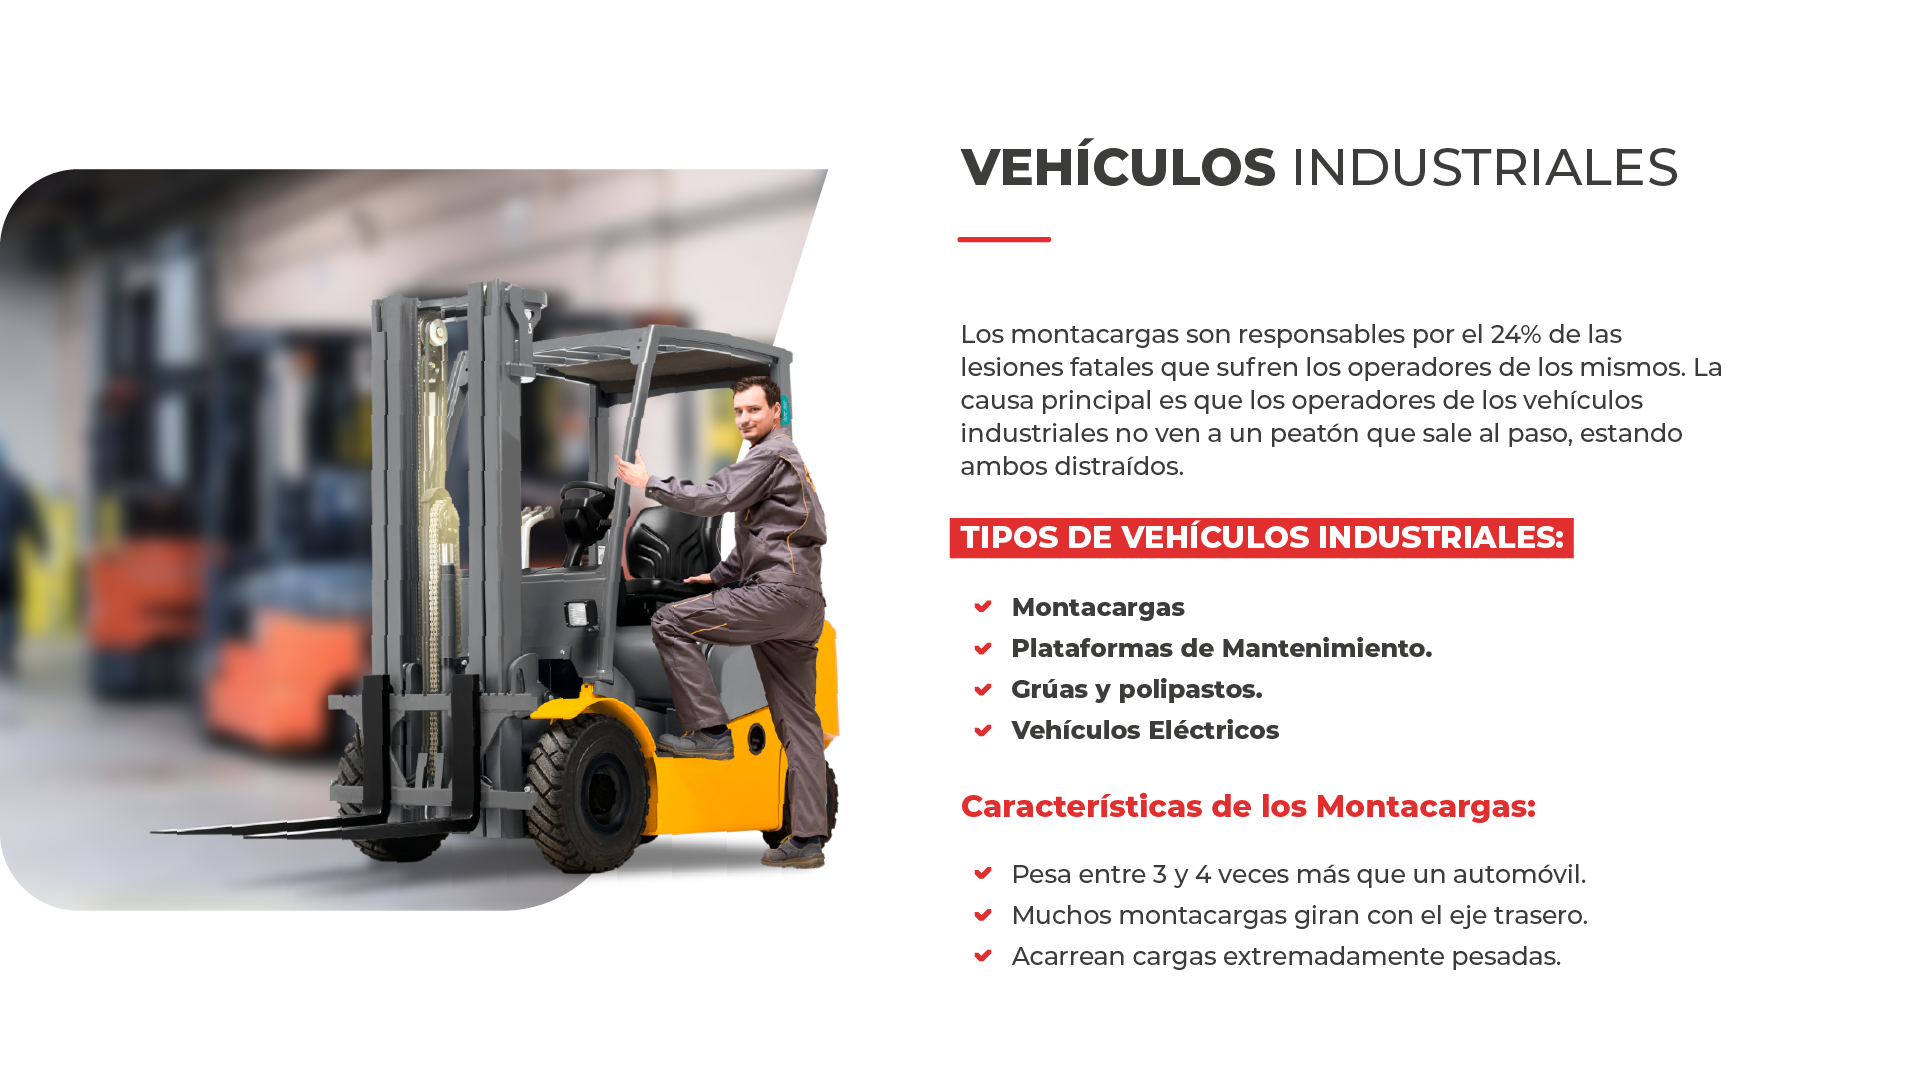 VEHÍCULOS INDUSTRIALES
Los montacargas son responsables por el 24% de las
lesiones fatales que sufren los operadores de los mismos. La
causa principal es que los operadores de los vehículos
industriales no ven a un peatón que sale al paso, estando
ambos distraídos.
TIPOS DE VEHÍCULOS INDUSTRIALES:
Montacargas
Plataformas de Mantenimiento.
Grúas y polipastos.
Vehículos Eléctricos
Características de los Montacargas:
Pesa entre 3 y 4 veces más que un automóvil.
Muchos montacargas giran con el eje trasero.
Acarrean cargas extremadamente pesadas.